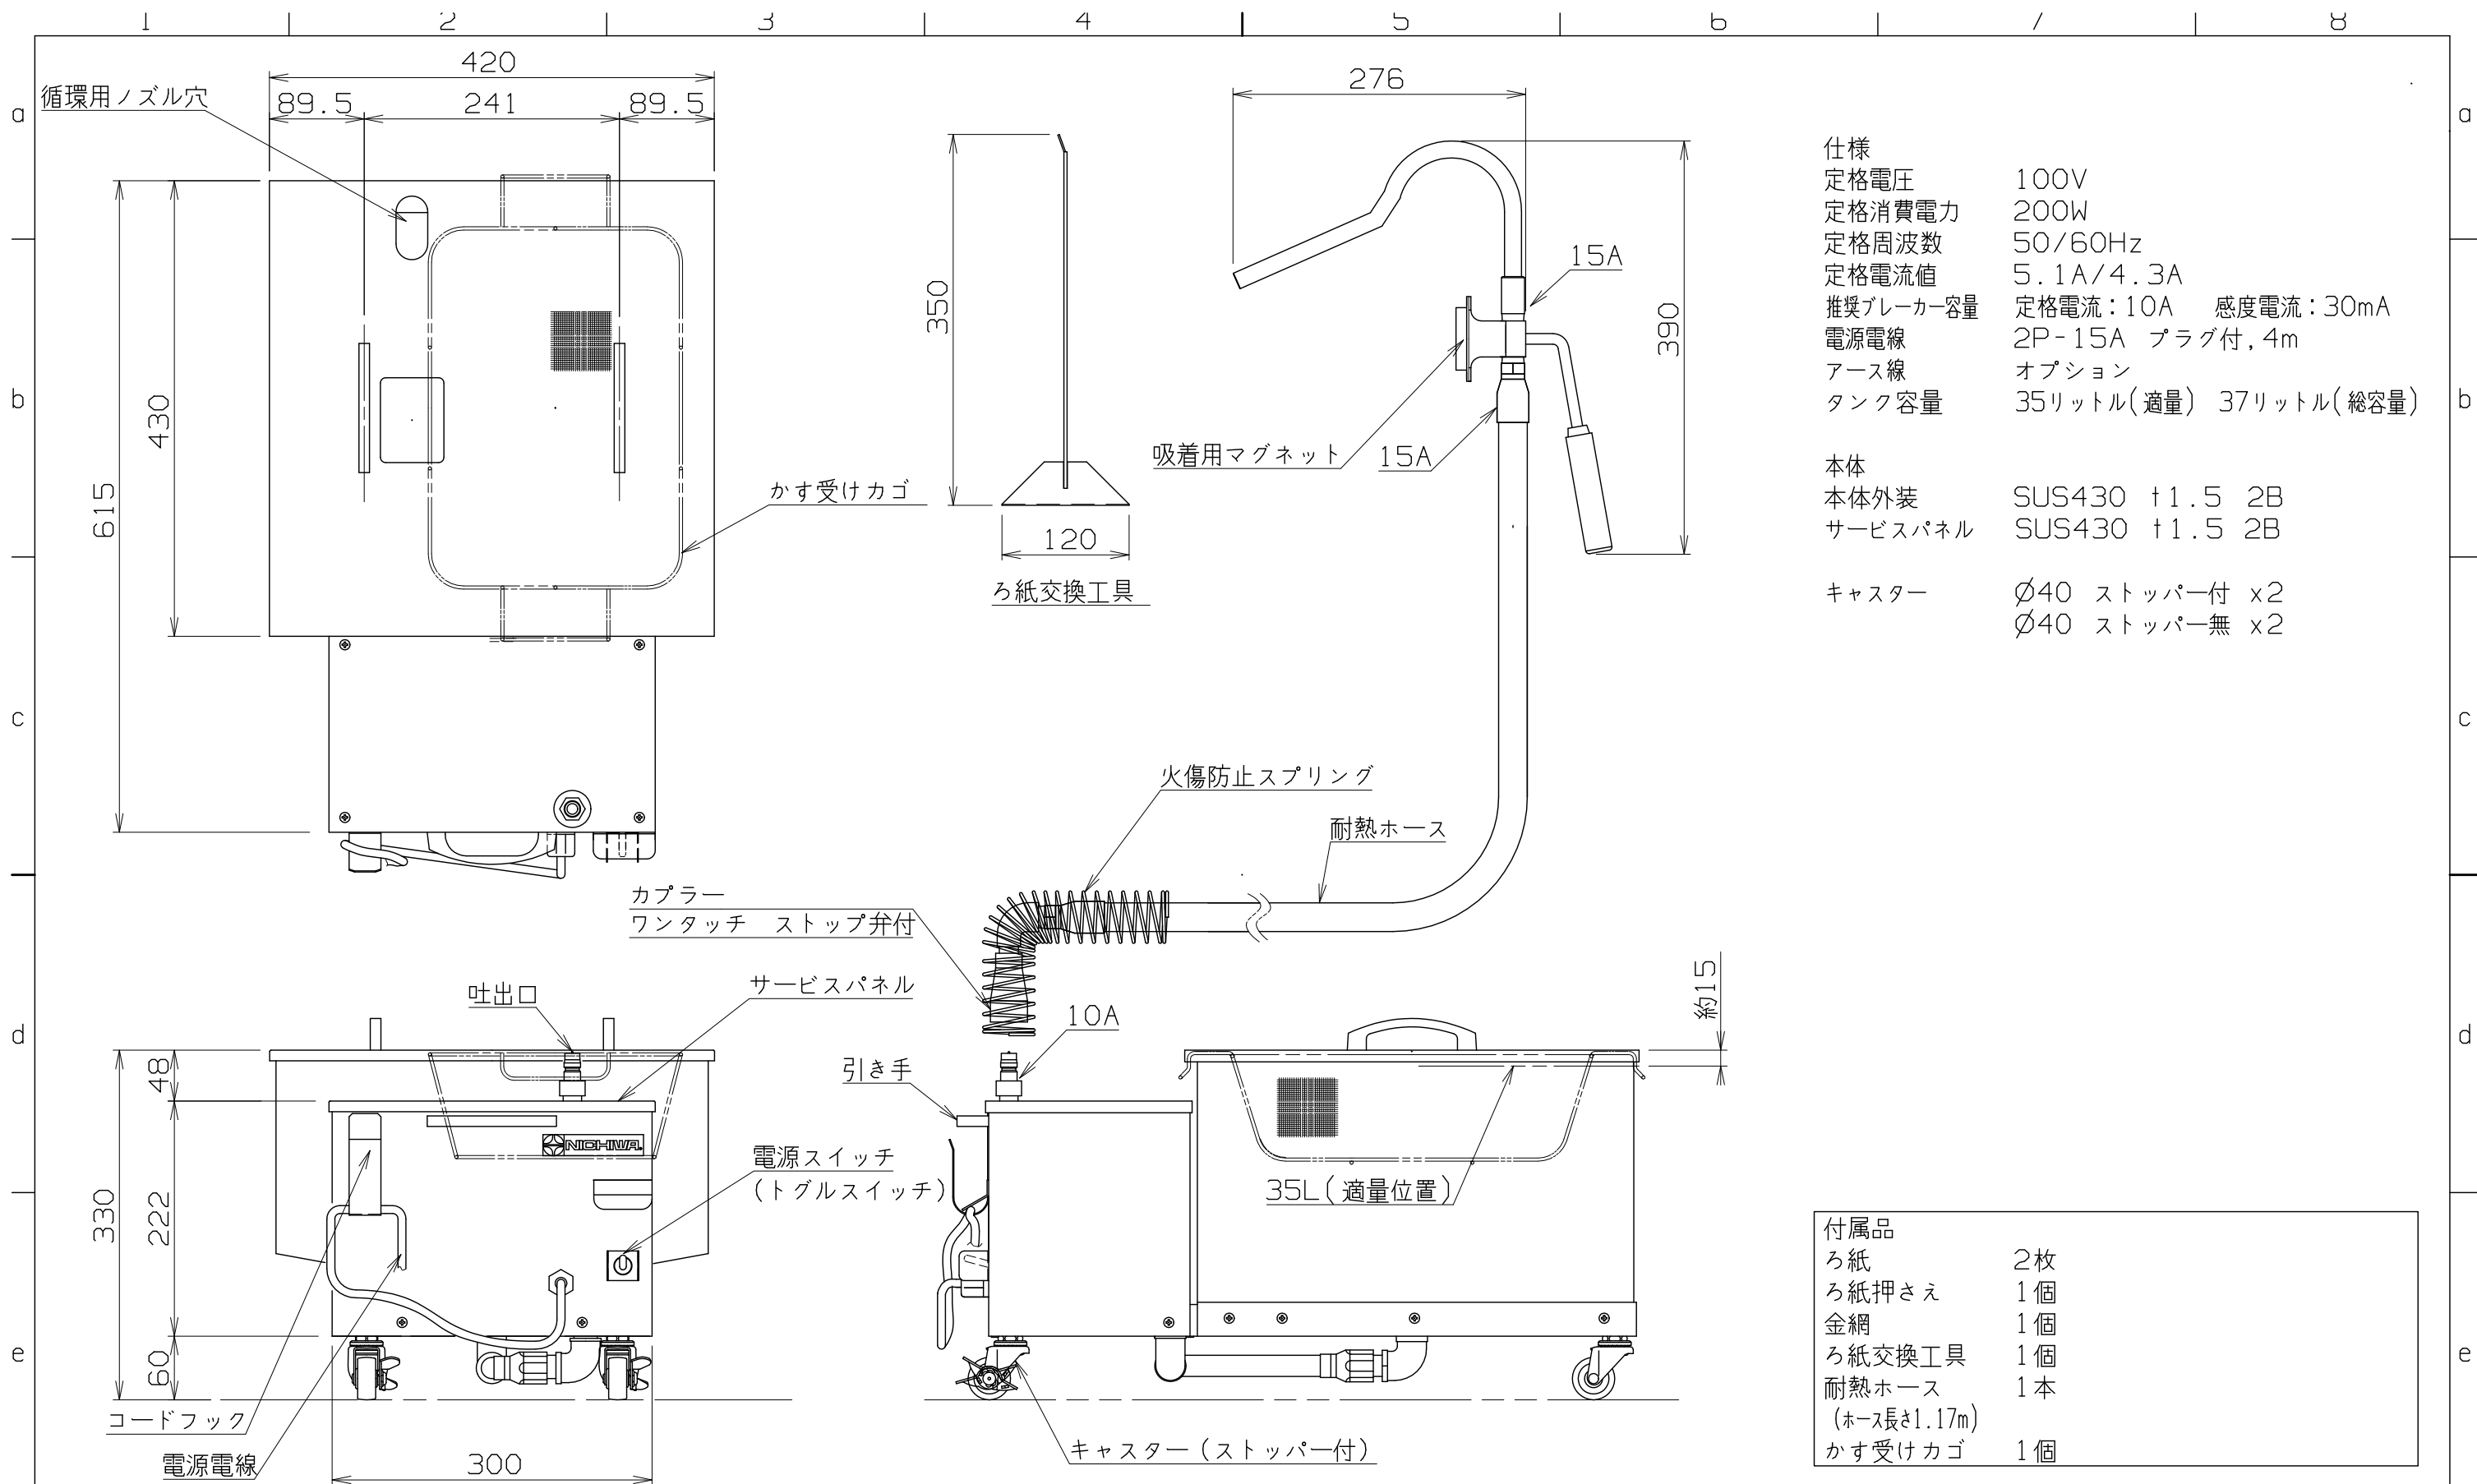 1 2 3 4 5 6 7 8
a
b
c
d
e
a
b
c
d
e
循環用ノズル穴
420
89.5 241 89.5
615
430
かす受けカゴ
350
120
ろ紙交換工具
276
390
15A
15A
吸着用マグネット
火傷防止スプリング
耐熱ホース
カプラー
ワンタッチ ストップ弁付
仕様
定格電圧 100V
定格消費電力 200W
定格周波数 50/60Hz
定格電流値 5.1A/4.3A
推奨ブレーカー容量 定格電流:10A 感度電流:30mA
電源電線 2P-15A プラグ付,4m
アース線 オプション
タンク容量 35リットル(適量) 37リットル(総容量)
本体
本体外装 SUS430 t1.5 2B
サービスパネル SUS430 t1.5 2B
キャスター Ø40 ストッパー付 x2
Ø40 ストッパー無 x2
吐出口
サービスパネル
330
48
222
60
300
NICHIWA
電源スイッチ
(トグルスイッチ)
コードフック
電源電線
10A
引き手
約15
35L(適量位置)
キャスター(ストッパー付)
付属品
ろ紙 2枚
ろ紙押さえ 1個
金網 1個
ろ紙交換工具 1個
耐熱ホース 1本
(ホース長さ1.17m)
かす受けカゴ 1個